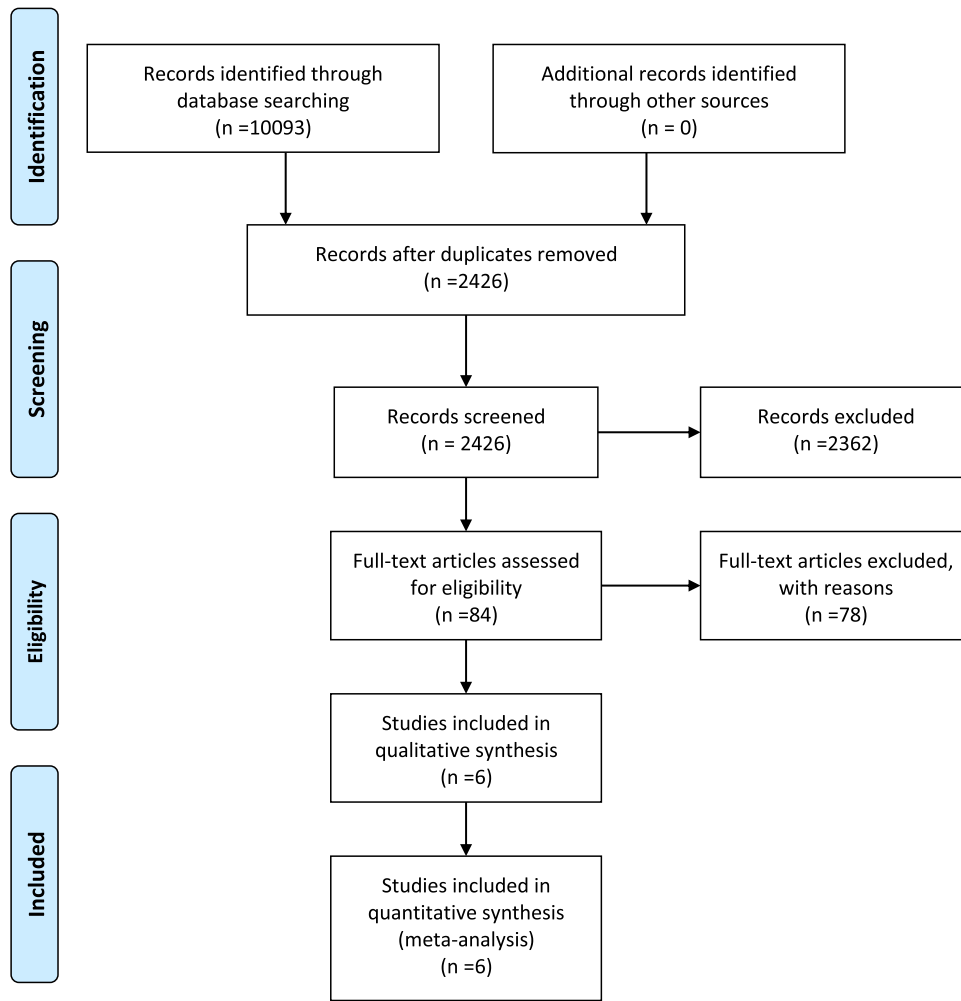 Identification
Records identified through
database searching
(n =10093)
Additional records identified
through other sources
(n = 0)
Records after duplicates removed
(n =2426)
Screening
Records screened
(n = 2426)
Records excluded
(n =2362)
Eligibility
Full-text articles assessed
for eligibility
(n =84)
Full-text articles excluded,
with reasons
(n =78)
Studies included in
qualitative synthesis
(n =6)
Included
Studies included in
quantitative synthesis
(meta-analysis)
(n =6)